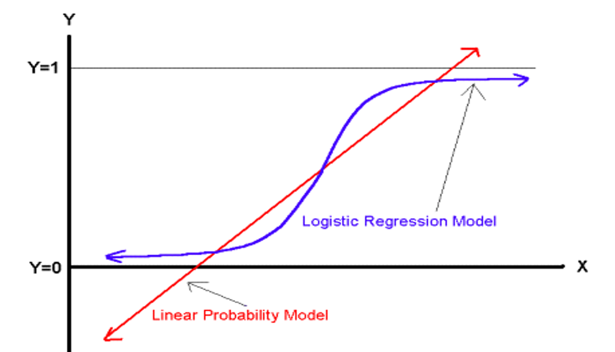 Y
Y=1
Logistic Regression Model
Y=0
X
Linear Probability Model